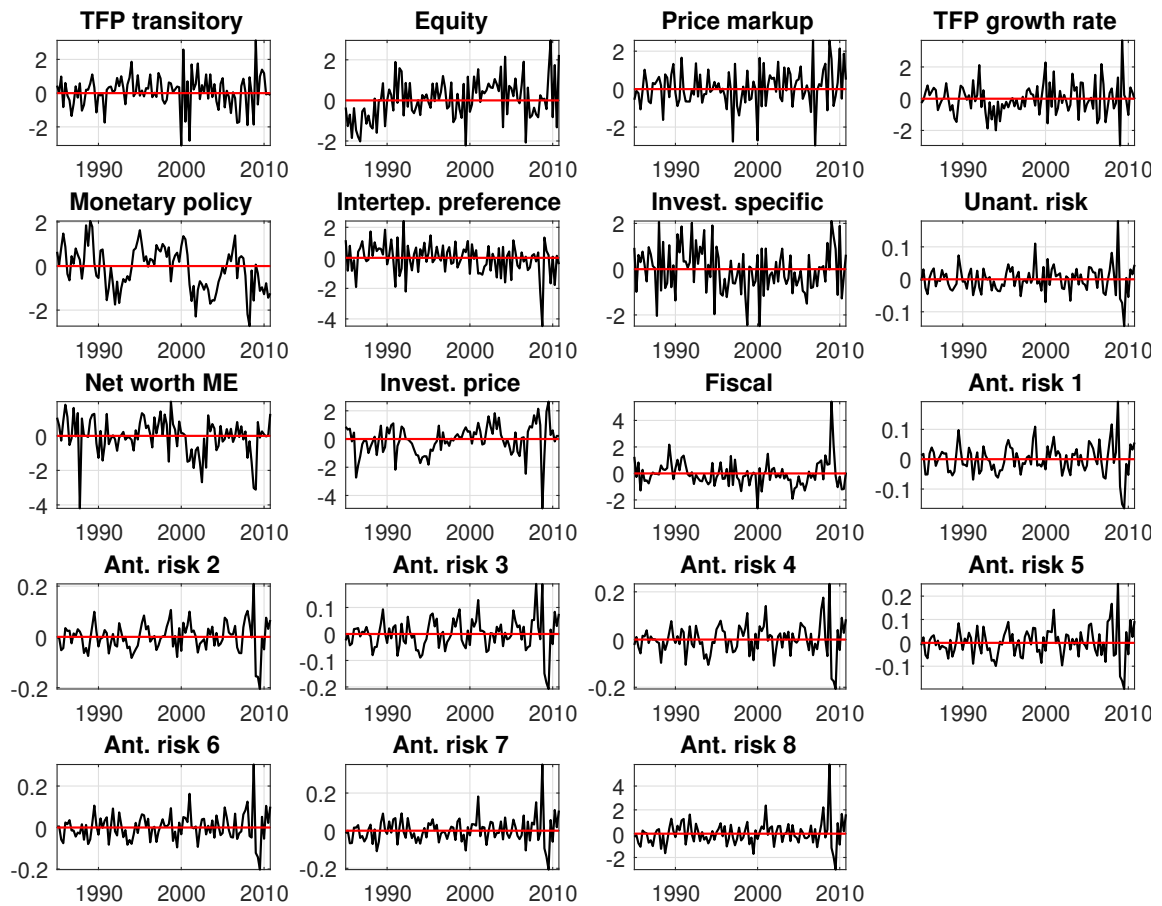 TFP transitory Equity Price markup TFP growth rate
2 2 2 2
0 0 0 0
-2 -2 -2 -2
1990 2000 2010 1990 2000 2010 1990 2000 2010 1990 2000 2010
Monetary policy Intertep. preference Invest. specific Unant. risk
2 2 2 0.1
0 0 0 0
-2 -2 -2 -0.1
-4
1990 2000 2010 1990 2000 2010 1990 2000 2010 1990 2000 2010
Net worth ME Invest. price Fiscal Ant. risk 1
0 2 4 0.1
-2 0 2 0
-4 -2 0 -0.1
-4 -2
1990 2000 2010 1990 2000 2010 1990 2000 2010 1990 2000 2010
Ant. risk 2 Ant. risk 3 Ant. risk 4 Ant. risk 5
0.2 0.1 0.2 0.2
0 0 0 0.1
-0.2 -0.1 -0.2 0
-0.2 -0.1
1990 2000 2010 1990 2000 2010 1990 2000 2010 1990 2000 2010
Ant. risk 6 Ant. risk 7 Ant. risk 8
0.2 0.2 4
0 0 2
0.2 0.2 0
-2
1990 2000 2010 1990 2000 2010 1990 2000 2010